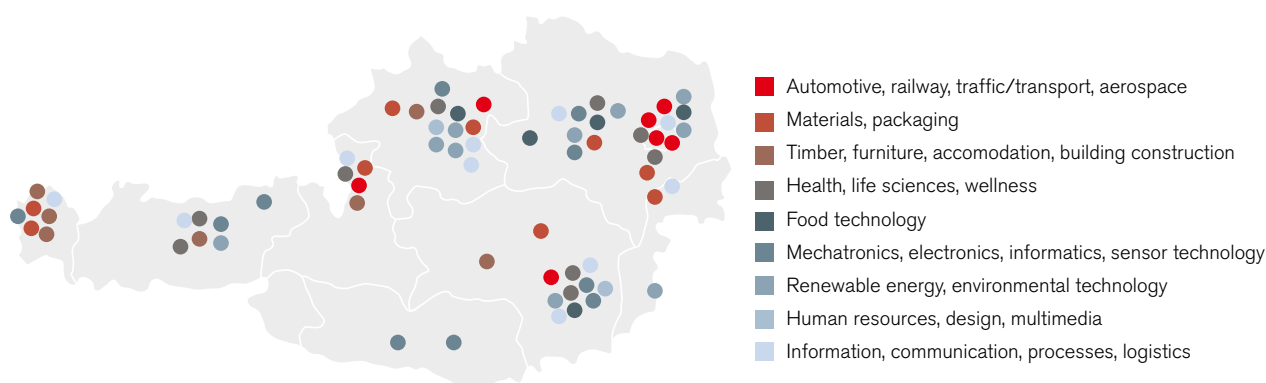 Automotive, railway, traffic/transport, aerospace
Materials, packaging
Timber, furniture, accomodation, building construction
Health, life sciences, wellness
Food technology
Mechatronics, electronics, informatics, sensor technology
Renewable energy, environmental technology
Human resources, design, multimedia
Information, communication, processes, logistics